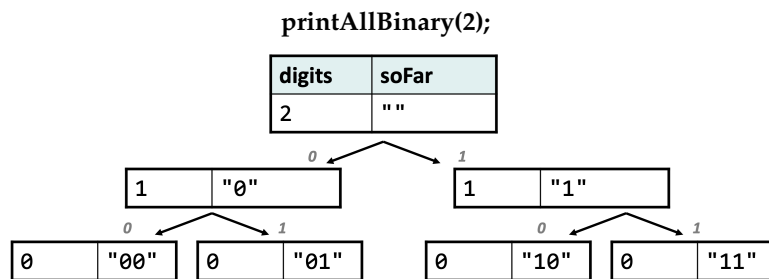 printAllBinary(2);
digits soFar
2 ""
0 1
1 "0" 1 "1"
0 1 0 1
0 "00" 0 "01" 0 "10" 0 "11"